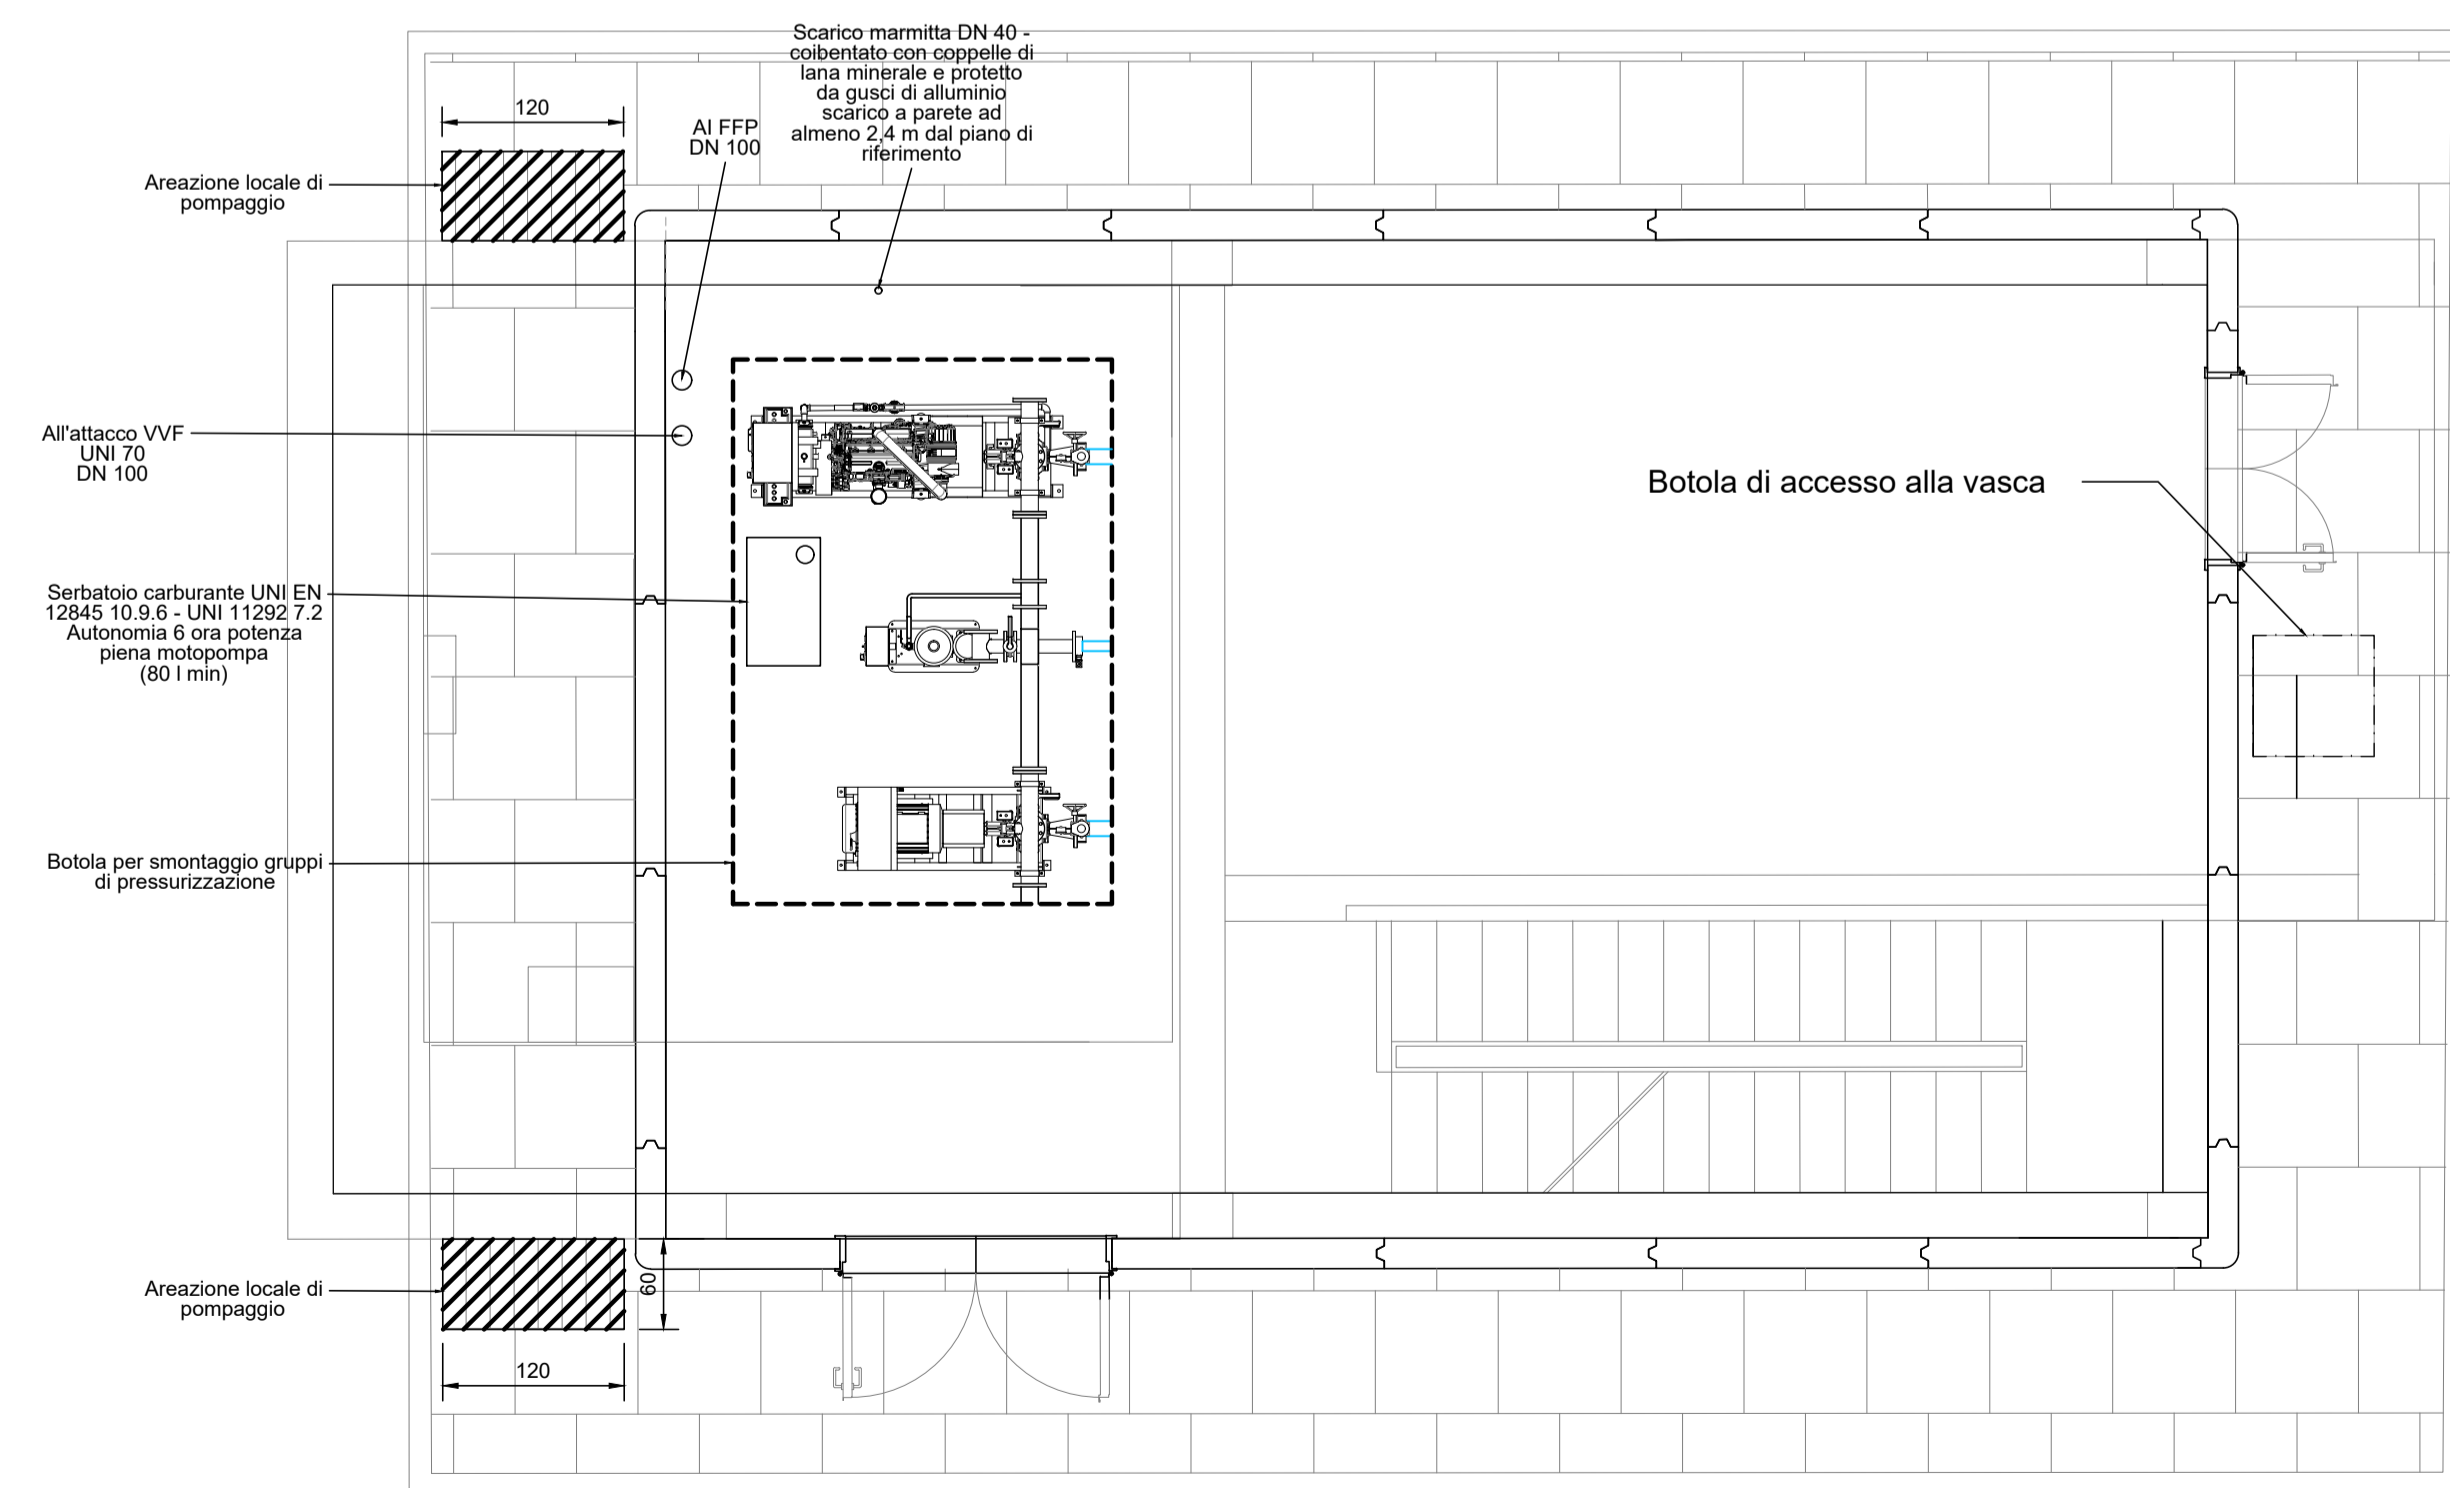 Scarico marmitta DN 40 -
coibentato con coppelle di
lana minerale e protetto
da gusci di alluminio
scarico a parete ad
almeno 2,4 m dal piano di
riferimento
120
Al FFP
DN 100
Areazione locale di
pompaggio
All'attacco VVF
UNI 70
DN 100
Botola di accesso alla vasca
Serbatoio carburante UNI EN
12845 10.9.6 - UNI 11292 7.2
Autonomia 6 ora potenza
piena motopompa
(80 l min)
Botola per smontaggio gruppi
di pressurizzazione
Areazione locale di
pompaggio
60
120